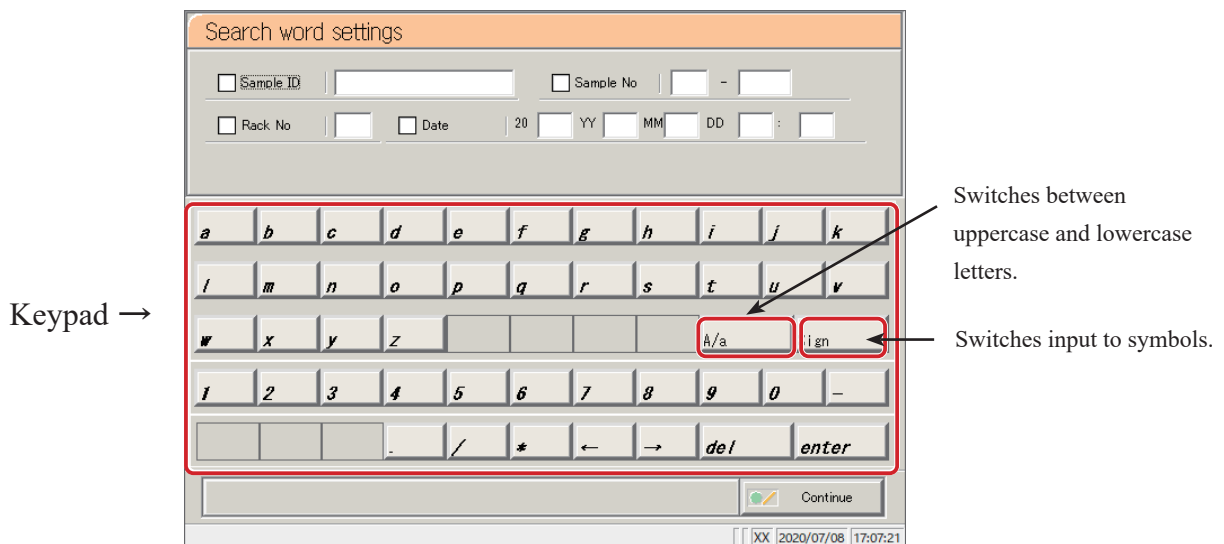 Search word settings
Sample ID
Sample No -
Rack No
Date 20 YY MM DD :
Switches between
uppercase and lowercase
letters.
a b c d e f g h i j k
l m n o p q r s t u v
Keypad →
w x y z A/a Sign
Switches input to symbols.
1 2 3 4 5 6 7 8 9 0 -
. / * ← → del enter
Continue
XX 2020/07/08 17:07:21